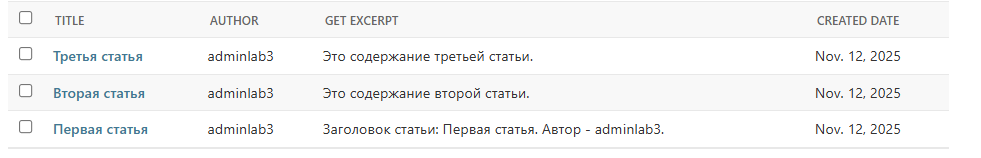 TITLE AUTHOR GET EXCERPT CREATED DATE
Третья статья adminlab3 Это содержание третьей статьи. Nov. 12, 2025
Вторая статья adminlab3 Это содержание второй статьи. Nov. 12, 2025
Первая статья adminlab3 Заголовок статьи: Первая статья. Автор - adminlab3. Nov. 12, 2025